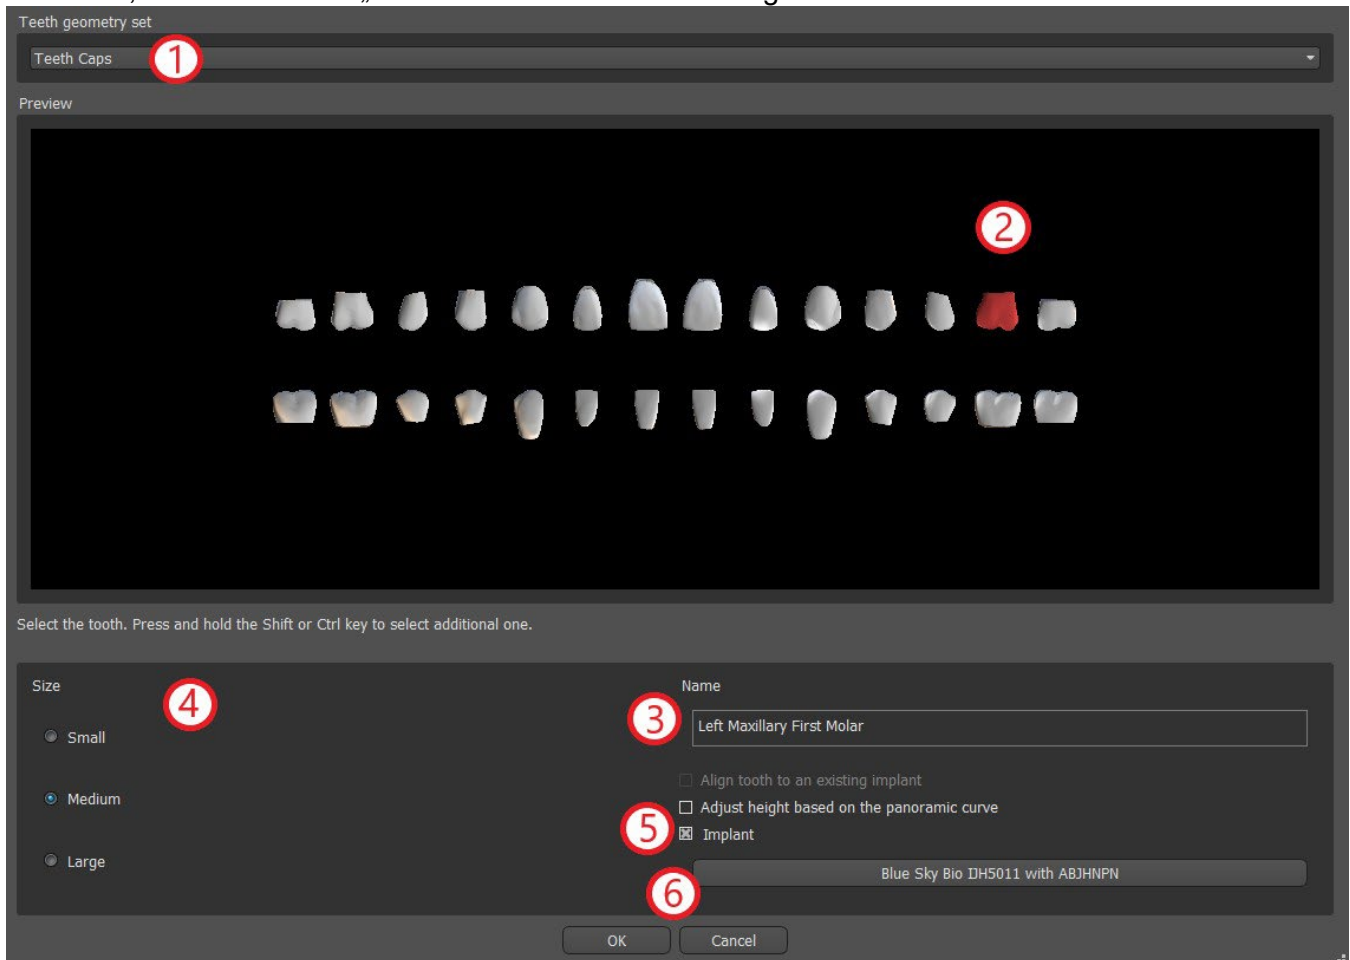 Teeth geometry set
Teeth Caps 1
Preview
2
Select the tooth. Press and hold the Shift or Ctrl key to select additional one.
Size
4
Small
Medium
Large
Name
3
Left Maxillary First Molar
Align tooth to an existing implant
Adjust height based on the panoramic curve
5 Implant
Blue Sky Bio IJH5011 with ABJHNPN
6
OK Cancel